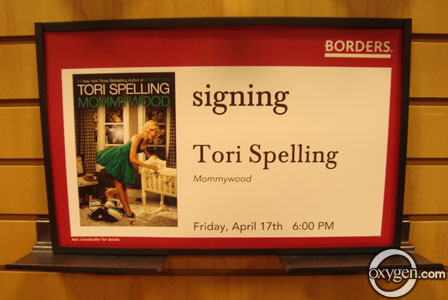 BORDERS.
#1 New York Times Bestselling Author of
TORI SPELLING
MOMMYWOOD
signing
Tori Spelling
Mommywood
Friday, April 17th 6:00 PM
Ask a bookseller for details.
oxygen.com